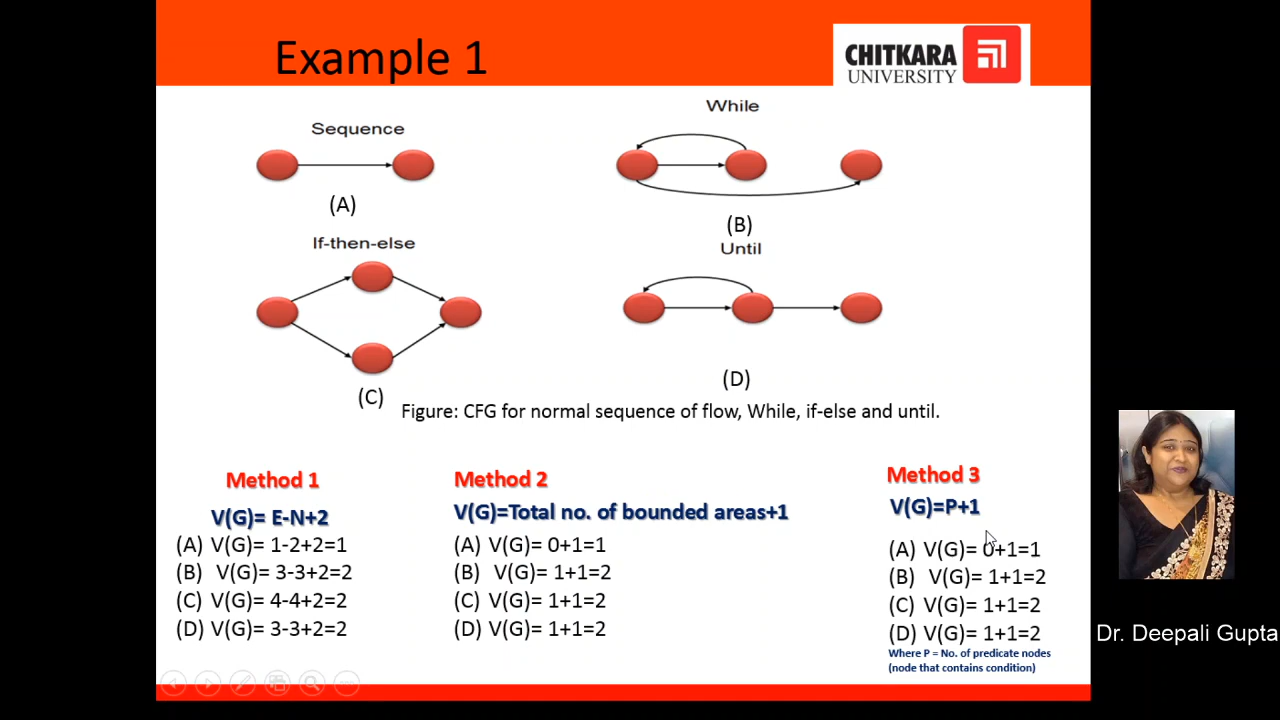 Example 1
CHITKARA
UNIVERSITY
Sequence
(A)
While
(B)
If-then-else
(C)
Until
(D)
Figure: CFG for normal sequence of flow, While, if-else and until.
Method 1
V(G)= E-N+2
(A) V(G)= 1-2+2=1
(B) V(G)= 3-3+2=2
(C) V(G)= 4-4+2=2
(D) V(G)= 3-3+2=2
Method 2
V(G)=Total no. of bounded areas+1
(A) V(G)= 0+1=1
(B) V(G)= 1+1=2
(C) V(G)= 1+1=2
(D) V(G)= 1+1=2
Method 3
V(G)=P+1
(A) V(G)= 0+1=1
(B) V(G)= 1+1=2
(C) V(G)= 1+1=2
(D) V(G)= 1+1=2
Where P = No. of predicate nodes
(node that contains condition)
Dr. Deepali Gupta